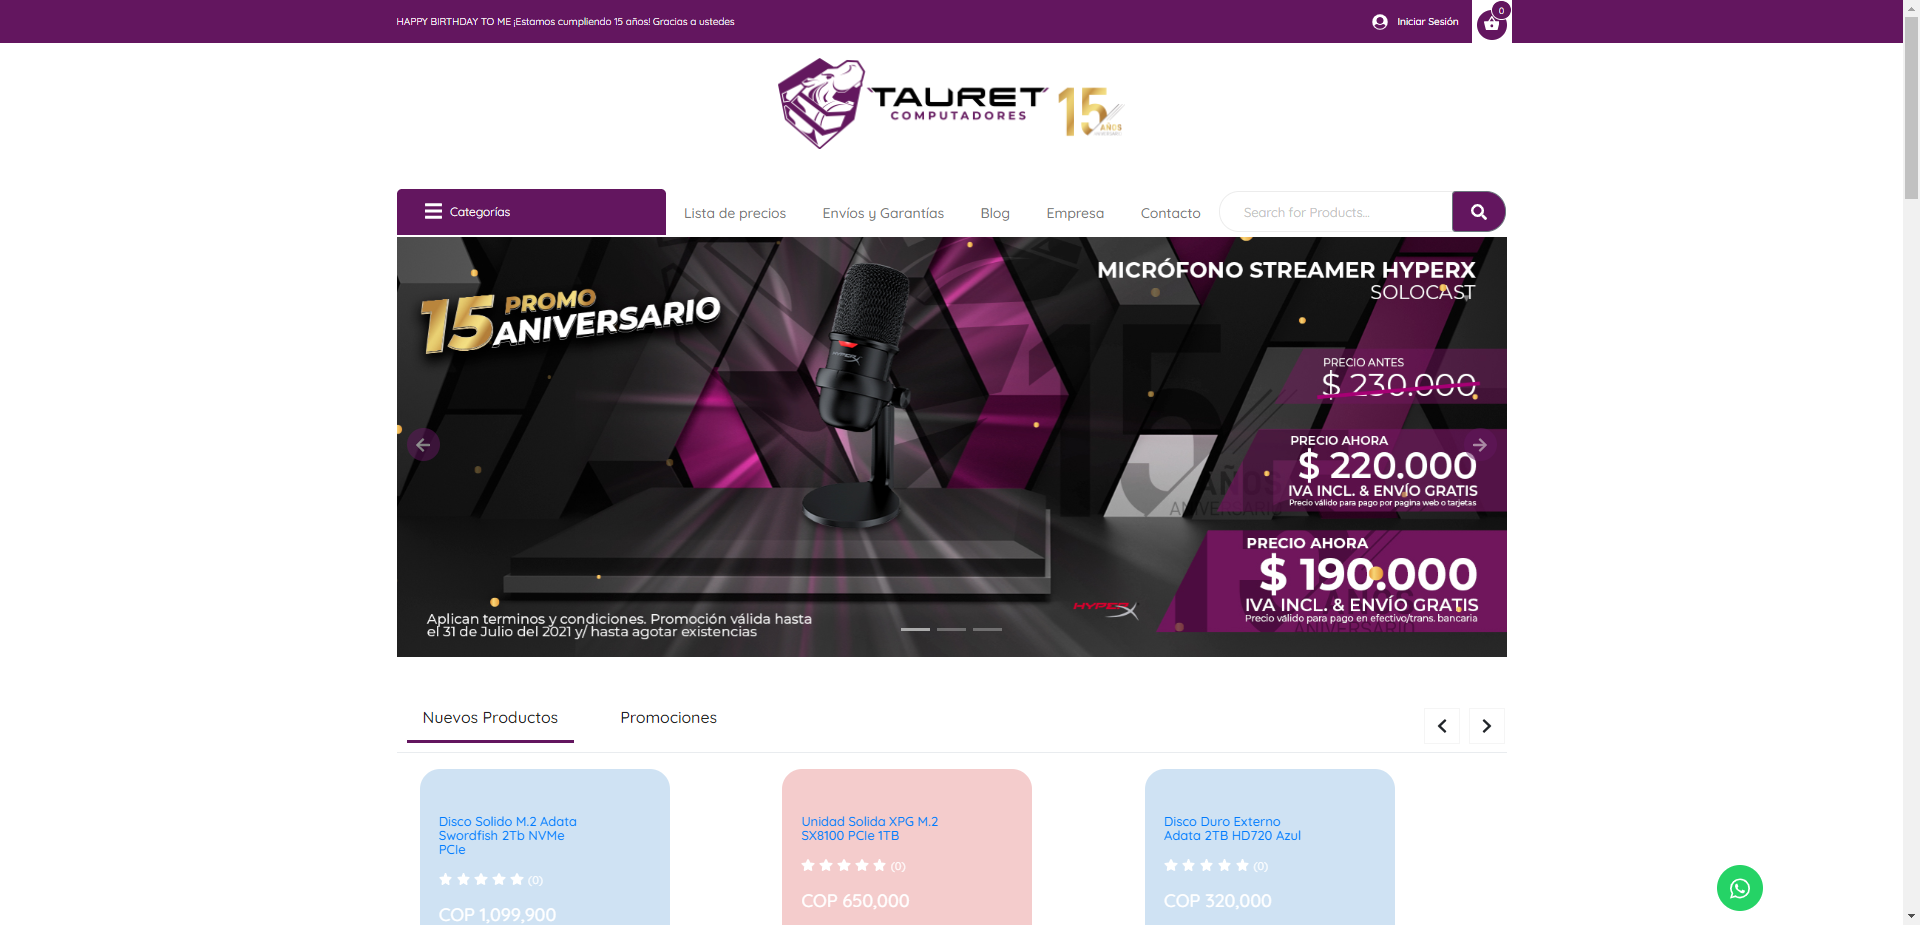 HAPPY BIRTHDAY TO ME ¡Estamos cumpliendo 15 años! Gracias a ustedes
Iniciar Sesión
0
TAURET
COMPUTADORES
15
AÑOS
Categorías
Lista de precios
Envíos y Garantías
Blog
Empresa
Contacto
Search for Products...
15 PROMO
ANIVERSARIO
HYPERX
MICRÓFONO STREAMER HYPERX
SOLOCAST
PRECIO ANTES
$ 230.000
PRECIO AHORA
$ 220.000
IVA INCL. & ENVÍO GRATIS
Precio válido para pago por pagina web o tarjetas
15
AÑOS
ANIVERSARIO
PRECIO AHORA
$ 190.000
IVA INCL. & ENVÍO GRATIS
Precio válido para pago en efectivo/trans. bancaria
HYPERX
Aplican terminos y condiciones. Promoción válida hasta
el 31 de Julio del 2021 y/ hasta agotar existencias
Nuevos Productos
Promociones
Disco Solido M.2 Adata
Swordfish 2Tb NVMe
PCIe
(0)
COP 1,099,900
Unidad Solida XPG M.2
SX8100 PCIe 1TB
(0)
COP 650,000
Disco Duro Externo
Adata 2TB HD720 Azul
(0)
COP 320,000